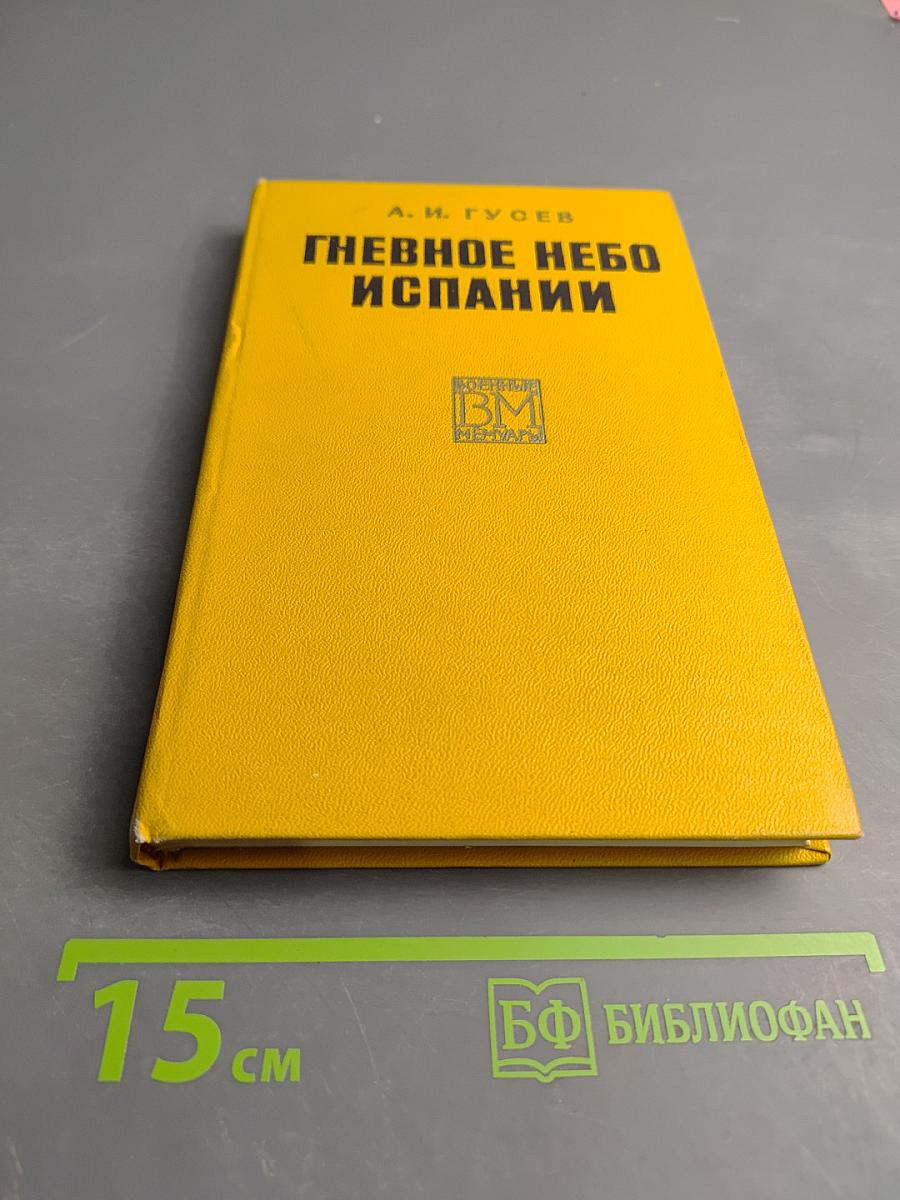 А. И. ГУСЕВ
ГНЕВНОЕ НЕБО
ИСПАНИИ
ВОЕННЫЕ
ВМ
МЕМУАРЫ
15 см
БФ БИБЛИОФАН